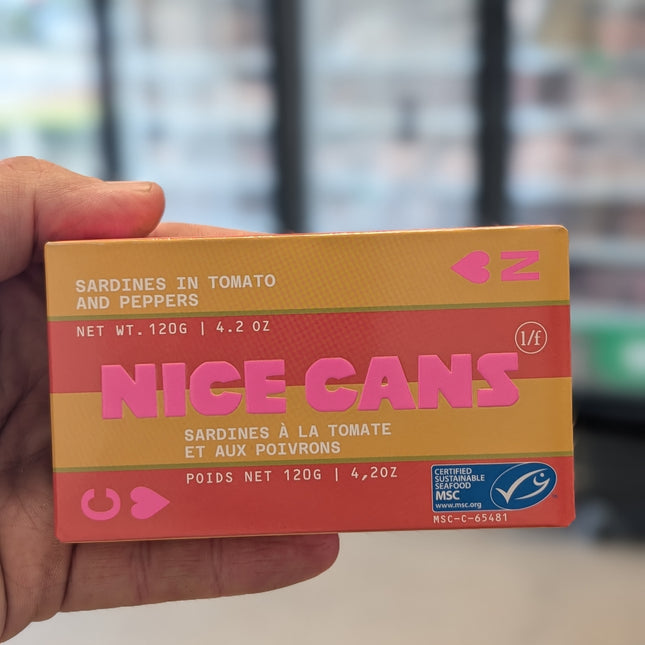 SARDINES IN TOMATO
AND PEPPERS
N
NET WT. 120G | 4.2 OZ
1/f
NICE CANS
SARDINES À LA TOMATE
ET AUX POIVRONS
POIDS NET 120G | 4,2OZ
C
CERTIFIED
SUSTAINABLE
SEAFOOD
MSC
www.msc.org
MSC-C-65481